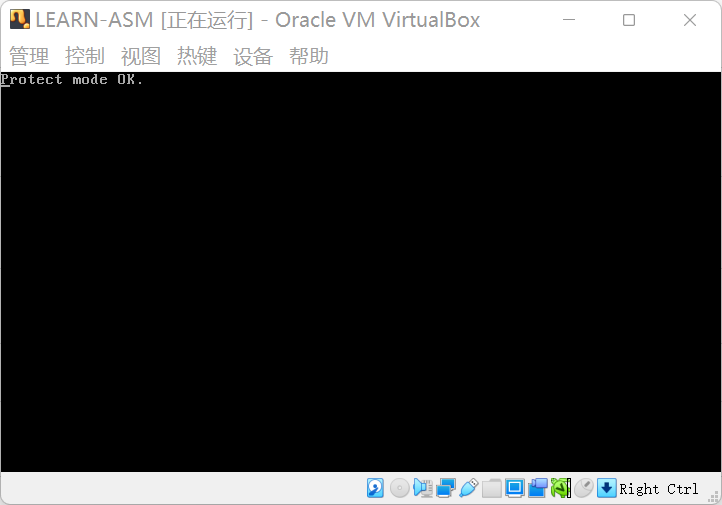 LEARN-ASM [正在运行] - Oracle VM VirtualBox
管理 控制 视图 热键 设备 帮助
Protect mode OK.
Right Ctrl